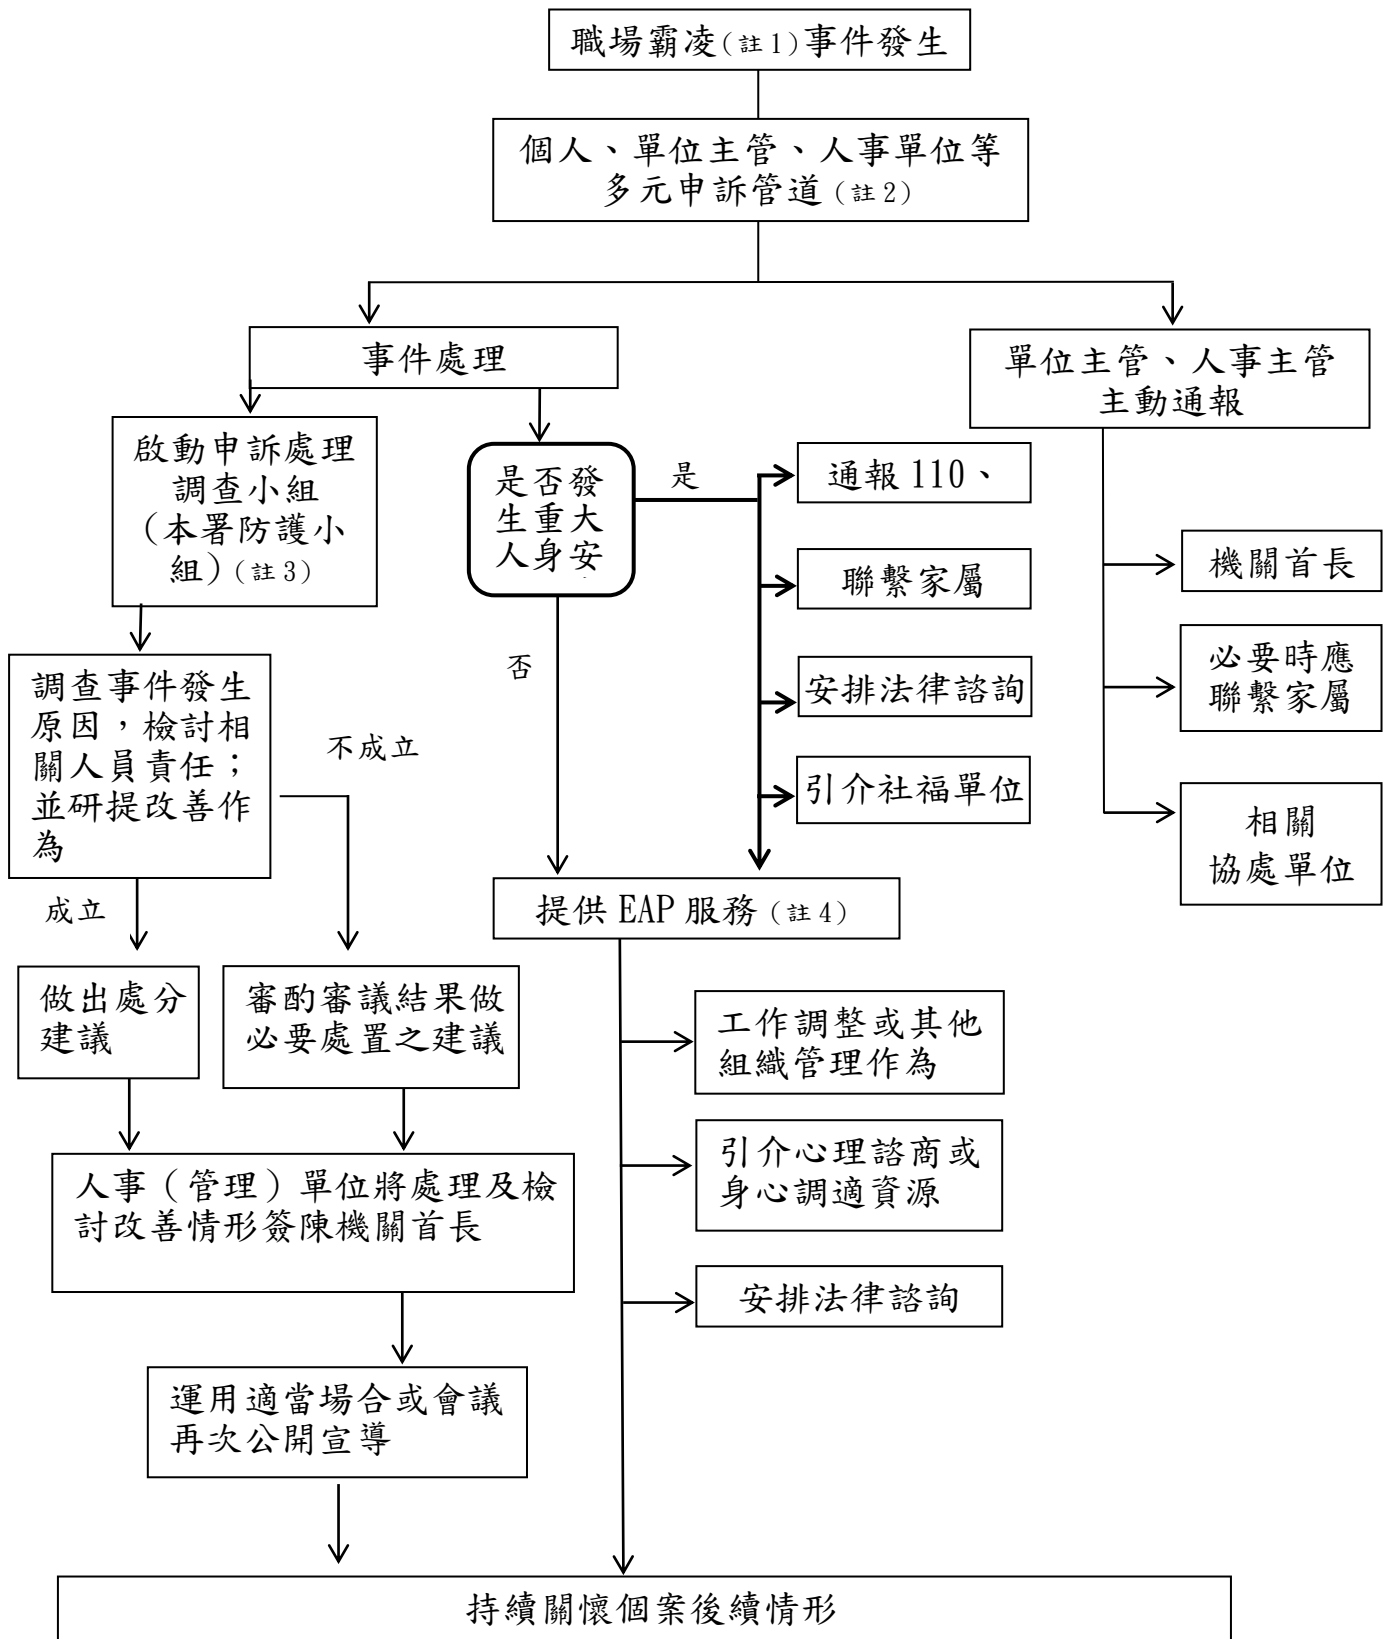 職場霸凌(註1)事件發生
個人、單位主管、人事單位等
多元申訴管道(註2)
事件處理
單位主管、人事主管
主動通報
啟動申訴處理
調查小組
(本署防護小
組)(註3)
是否發
生重大
人身安
是
通報110、
聯繫家屬
安排法律諮詢
引介社福單位
機關首長
必要時應
聯繫家屬
相關
協處單位
否
調查事件發生
原因，檢討相
關人員責任；
並研提改善作
為
不成立
成立
提供EAP服務(註4)
做出處分
建議
審酌審議結果做
必要處置之建議
工作調整或其他
組織管理作為
引介心理諮商或
身心調適資源
安排法律諮詢
人事（管理）單位將處理及檢
討改善情形簽陳機關首長
運用適當場合或會議
再次公開宣導
持續關懷個案後續情形